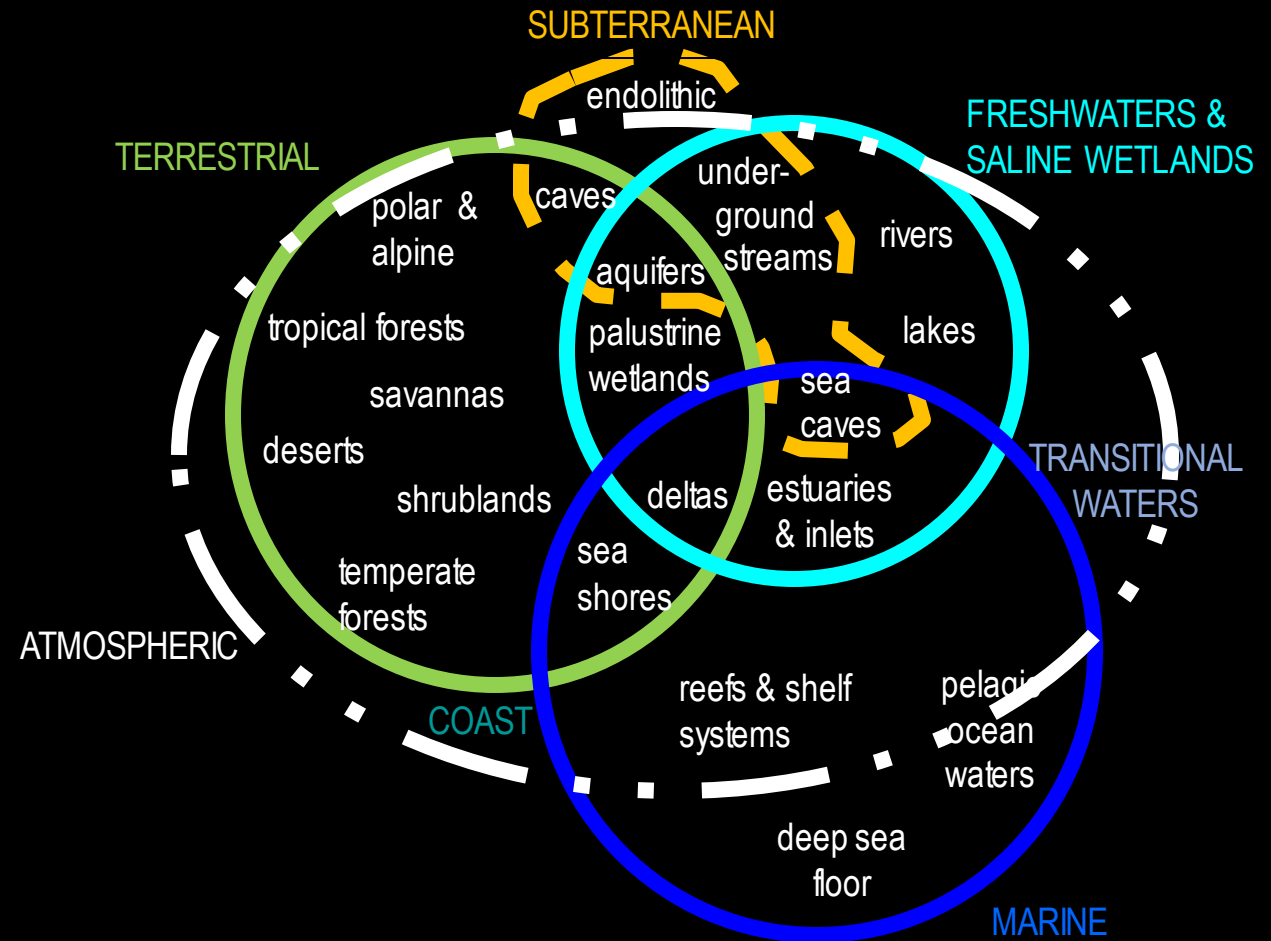 SUBTERRANEAN
endolithic
FRESHWATERS &
SALINE WETLANDS
TERRESTRIAL
polar &
alpine
caves
under-
ground
streams
rivers
aquifers
tropical forests
palustrine
wetlands
lakes
savannas
sea
caves
deserts
TRANSITIONAL
WATERS
shrublands
deltas
estuaries
& inlets
sea
shores
temperate
forests
ATMOSPHERIC
COAST
reefs & shelf
systems
pelagic
ocean
waters
deep sea
floor
MARINE